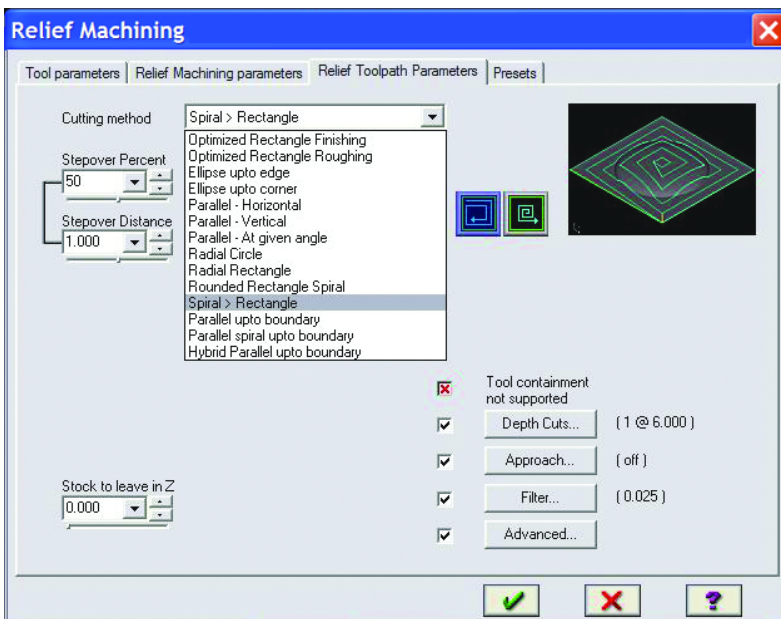 Relief Machining
Tool parameters
Relief Machining parameters
Relief Toolpath Parameters
Presets
Cutting method
Spiral > Rectangle
Optimized Rectangle Finishing
Optimized Rectangle Roughing
Ellipse upto edge
Ellipse upto corner
Parallel - Horizontal
Parallel - Vertical
Parallel - At given angle
Radial Circle
Radial Rectangle
Rounded Rectangle Spiral
Spiral > Rectangle
Parallel upto boundary
Parallel spiral upto boundary
Hybrid Parallel upto boundary
Stepover Percent
50
Stepover Distance
1.000
Tool containment
not supported
Depth Cuts...
( 1 @ 6.000 )
Approach...
( off )
Stock to leave in Z
0.000
Filter...
( 0.025 )
Advanced...